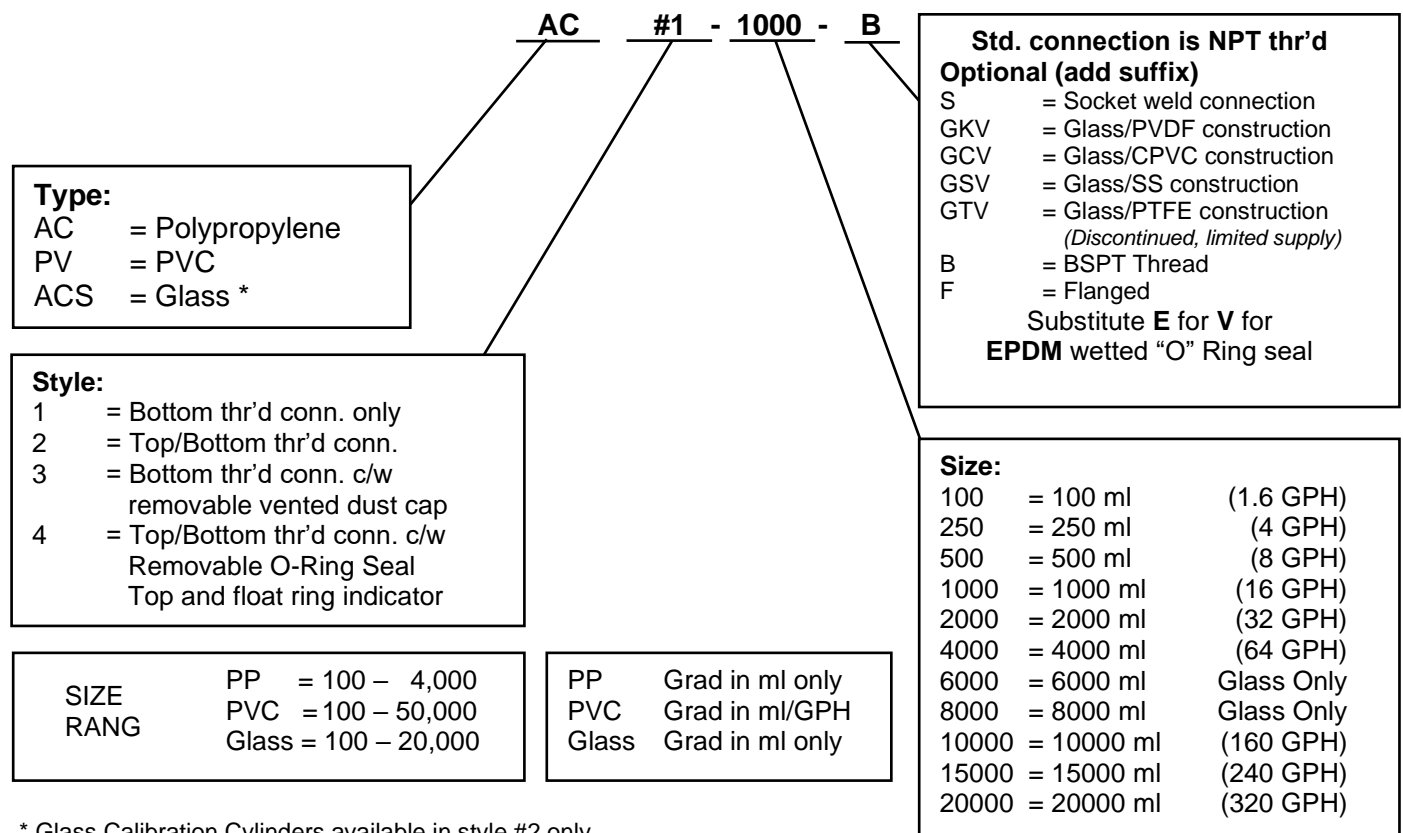 AC #1 - 1000 - B
Std. connection is NPT thr’d
Optional (add suffix)
S = Socket weld connection
GKV = Glass/PVDF construction
GCV = Glass/CPVC construction
GSV = Glass/SS construction
GTV = Glass/PTFE construction
(Discontinued, limited supply)
B = BSPT Thread
F = Flanged
Substitute E for V for
EPDM wetted “O” Ring seal
Type:
AC = Polypropylene
PV = PVC
ACS = Glass *
Style:
1 = Bottom thr’d conn. only
2 = Top/Bottom thr’d conn.
3 = Bottom thr’d conn. c/w
removable vented dust cap
4 = Top/Bottom thr’d conn. c/w
Removable O-Ring Seal
Top and float ring indicator
Size:
100 = 100 ml (1.6 GPH)
250 = 250 ml (4 GPH)
500 = 500 ml (8 GPH)
1000 = 1000 ml (16 GPH)
2000 = 2000 ml (32 GPH)
4000 = 4000 ml (64 GPH)
6000 = 6000 ml Glass Only
8000 = 8000 ml Glass Only
10000 = 10000 ml (160 GPH)
15000 = 15000 ml (240 GPH)
20000 = 20000 ml (320 GPH)
SIZE
RANG
PP = 100 – 4,000
PVC = 100 – 50,000
Glass = 100 – 20,000
PP Grad in ml only
PVC Grad in ml/GPH
Glass Grad in ml only
* Glass Calibration Cylinders available in style #2 only